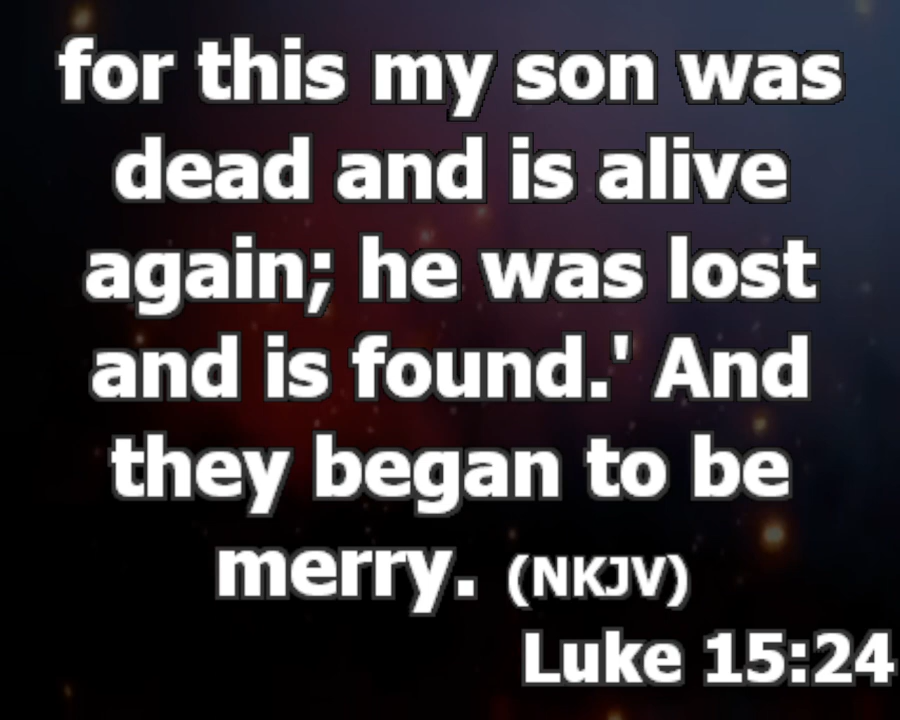 for this my son was
dead and is alive
again; he was lost
and is found.' And
they began to be
merry. (NKJV)
Luke 15:24